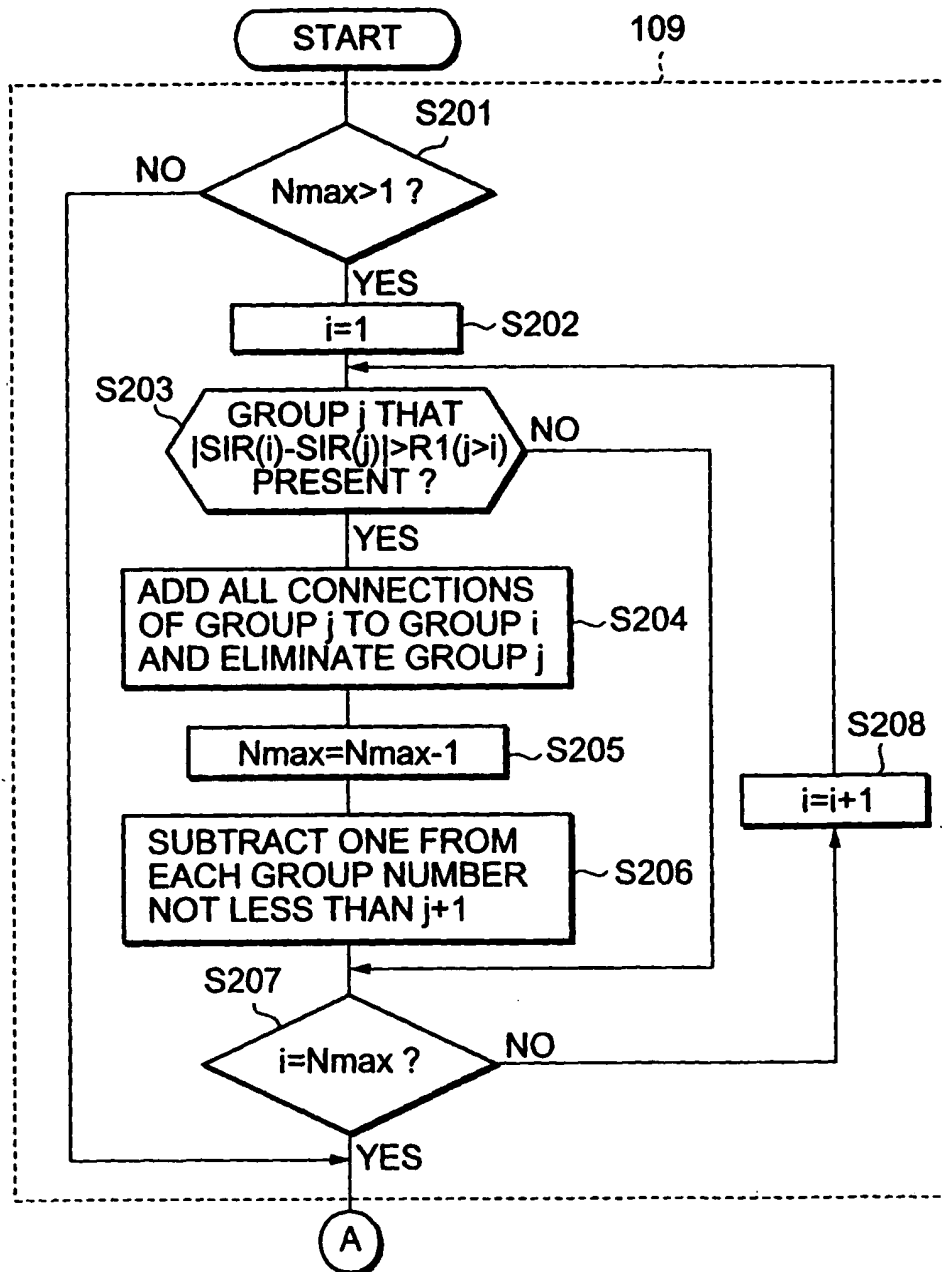 START
109
S201
NO
Nmax>1 ?
YES
i=1
S202
S203
GROUP j THAT
|SIR(i)-SIR(j)|>R1(j>i)
PRESENT ?
NO
YES
ADD ALL CONNECTIONS
OF GROUP j TO GROUP i
AND ELIMINATE GROUP j
S204
Nmax=Nmax-1
S205
S208
i=i+1
SUBTRACT ONE FROM
EACH GROUP NUMBER
NOT LESS THAN j+1
S206
S207
i=Nmax ?
NO
YES
A